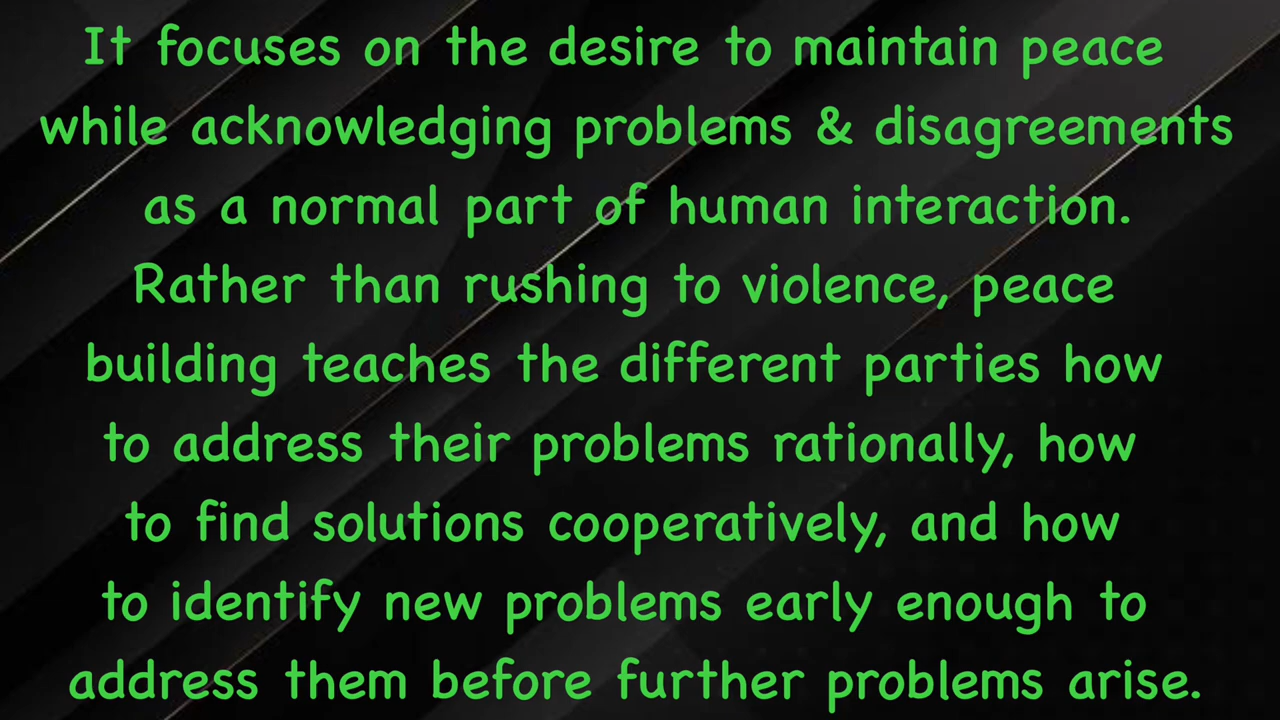 It focuses on the desire to maintain peace
while acknowledging problems & disagreements
as a normal part of human interaction.
Rather than rushing to violence, peace
building teaches the different parties how
to address their problems rationally, how
to find solutions cooperatively, and how
to identify new problems early enough to
address them before further problems arise.